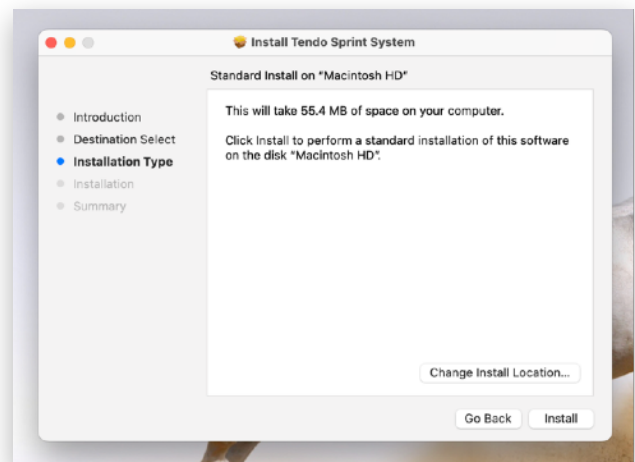 Install Tendo Sprint System
Standard Install on "Macintosh HD"
Introduction
Destination Select
Installation Type
Installation
Summary
This will take 55.4 MB of space on your computer.
Click Install to perform a standard installation of this software
on the disk "Macintosh HD".
Change Install Location...
Go Back
Install